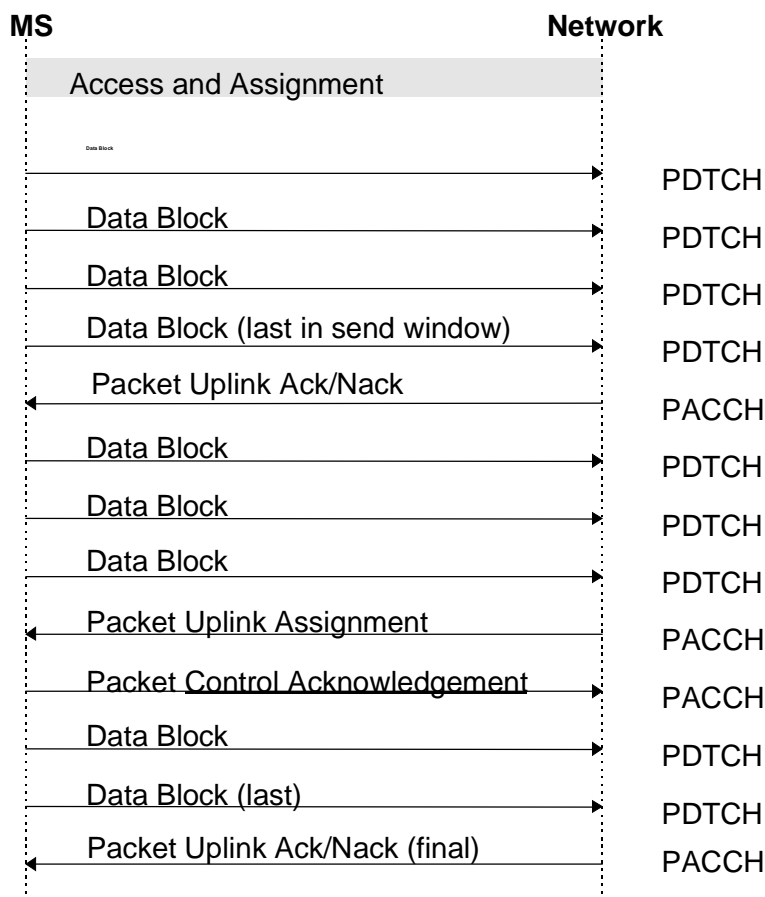 MS Network
Access and Assignment
Data Block
PDTCH
Data Block
PDTCH
Data Block
PDTCH
Data Block (last in send window)
PDTCH
Packet Uplink Ack/Nack
PACCH
Data Block
PDTCH
Data Block
PDTCH
Data Block
PDTCH
Packet Uplink Assignment
PACCH
Packet Control Acknowledgement
PACCH
Data Block
PDTCH
Data Block (last)
PDTCH
Packet Uplink Ack/Nack (final)
PACCH